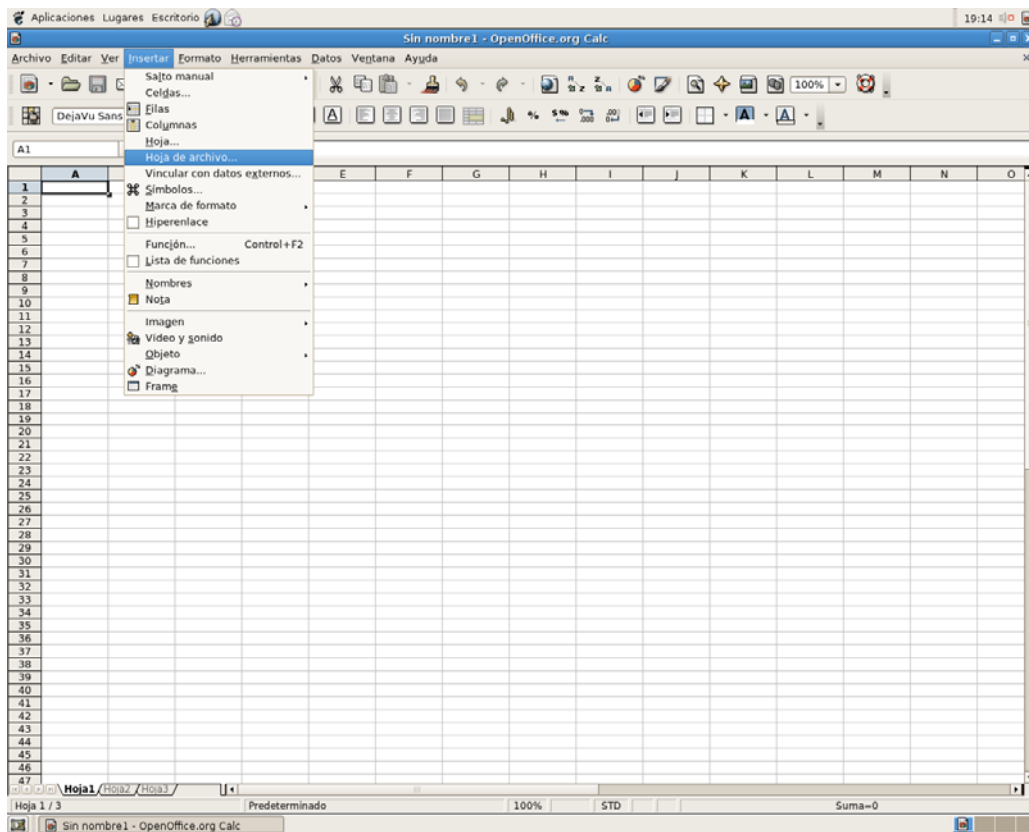 Aplicaciones Lugares Escritorio 19:14
Sin nombre1 - OpenOffice.org Calc
Archivo Editar Ver Insertar Formato Herramientas Datos Ventana Ayuda
100%
DejaVu Sans
A1
Salto manual
Celdas...
Filas
Columnas
Hoja...
Hoja de archivo...
Vincular con datos externos...
Símbolos...
Marca de formato
Hiperenlace
Función... Control+F2
Lista de funciones
Nombres
Nota
Imagen
Vídeo y sonido
Objeto
Diagrama...
Frame
A E F G H I J K L M N O
1
2
3
4
5
6
7
8
9
10
11
12
13
14
15
16
17
18
19
20
21
22
23
24
25
26
27
28
29
30
31
32
33
34
35
36
37
38
39
40
41
42
43
44
45
46
47
Hoja1 Hoja2 Hoja3
Hoja 1 / 3 Predeterminado 100% STD Suma=0
Sin nombre1 - OpenOffice.org Calc